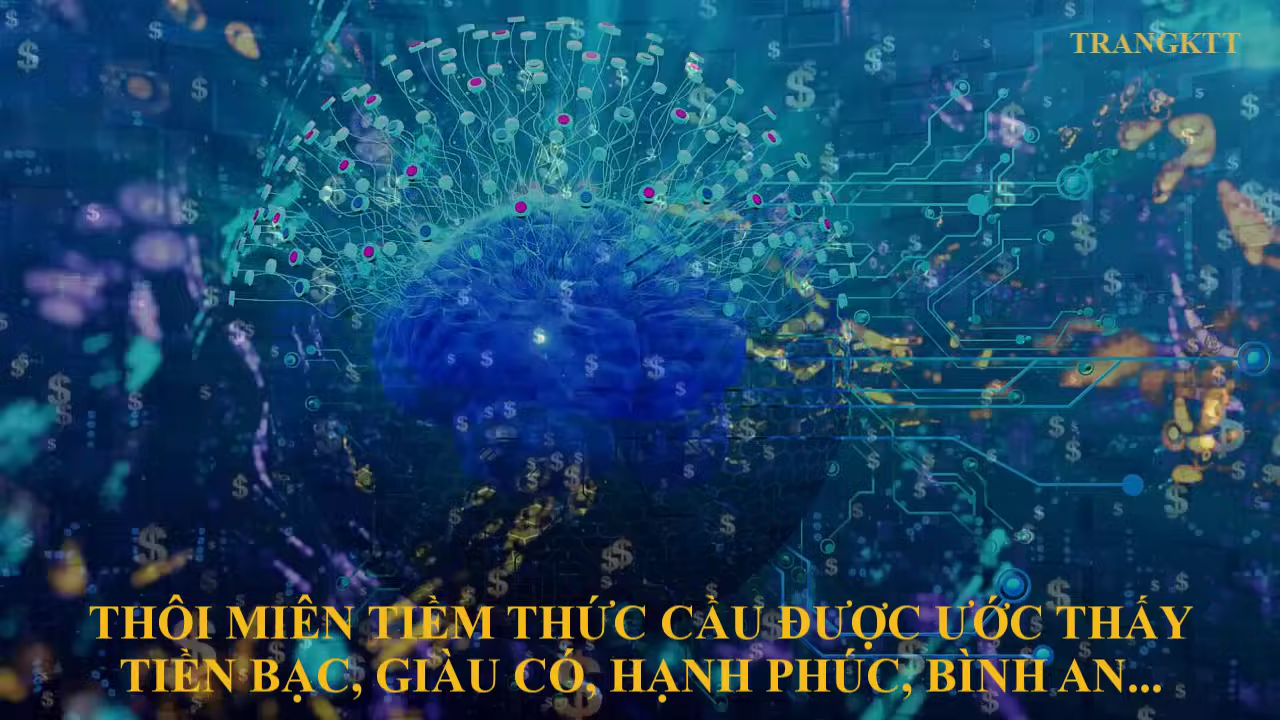 TRANGKTT
THÔI MIÊN TIỀM THỨC CẦU ĐƯỢC ƯỚC THẤY
TIỀN BẠC, GIÀU CÓ, HẠNH PHÚC, BÌNH AN...